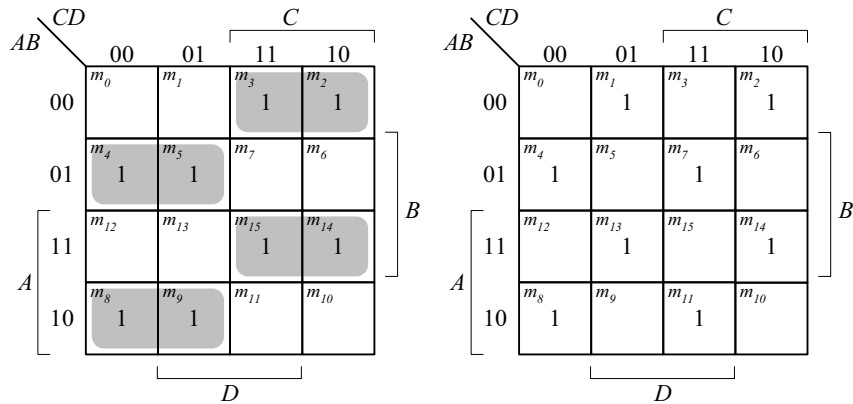 CD
C
AB
00 01 11 10
00 m0 m1 m3 1 m2 1
01 m4 1 m5 1 m7 m6
B
11 m12 m13 m15 1 m14 1
A
10 m8 1 m9 1 m11 m10
D
CD
C
AB
00 01 11 10
00 m0 m1 1 m3 m2 1
01 m4 1 m5 m7 1 m6
B
11 m12 m13 1 m15 m14 1
A
10 m8 1 m9 m11 1 m10
D